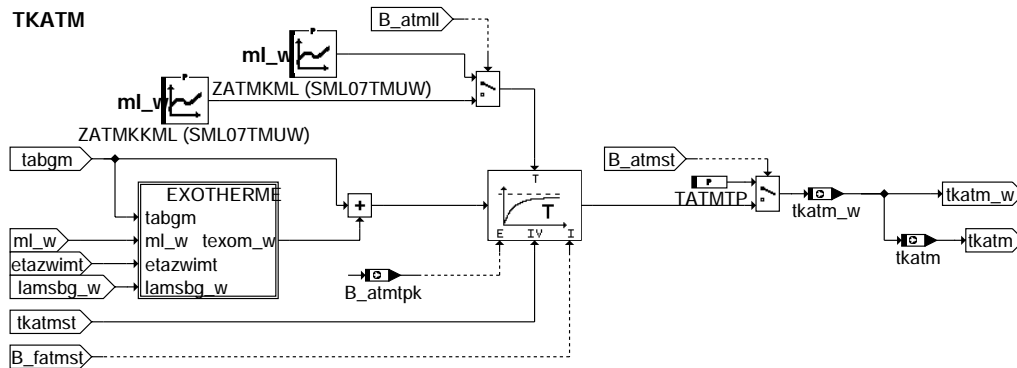 TKATM
B_atmll
P
ml_w
ZATMKML (SML07TMUW)
P
ml_w
ZATMKKML (SML07TMUW)
tabgm
B_atmst
EXOTHERME
tabgm
ml_w texom_w
etazwimt
lamsbg_w
+
T
T
E IV I
P
TATMTP
tkatm_w
tkatm_w
tkatm
tkatm
ml_w
etazwimt
lamsbg_w
B_atmtpk
tkatmst
B_fatmst